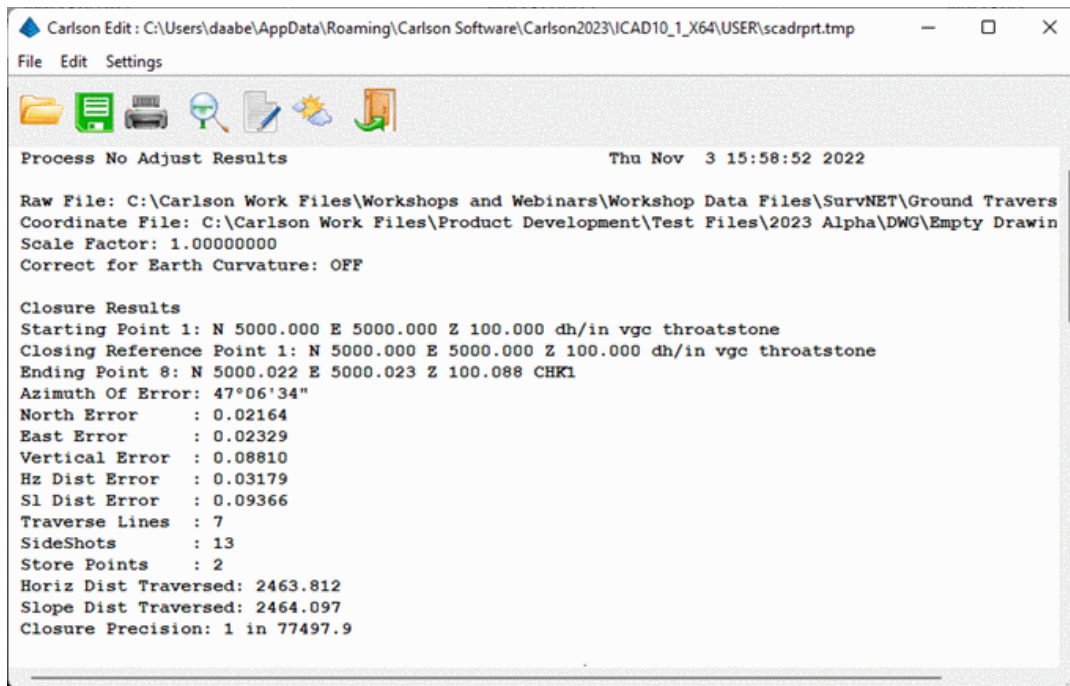 Carlson Edit : C:\Users\daabe\AppData\Roaming\Carlson Software\Carlson2023\ICAD10_1_X64\USER\scadrprt.tmp
File Edit Settings
Process No Adjust Results Thu Nov 3 15:58:52 2022
Raw File: C:\Carlson Work Files\Workshops and Webinars\Workshop Data Files\SurvNET\Ground Travers
Coordinate File: C:\Carlson Work Files\Product Development\Test Files\2023 Alpha\DWG\Empty Drawin
Scale Factor: 1.00000000
Correct for Earth Curvature: OFF
Closure Results
Starting Point 1: N 5000.000 E 5000.000 Z 100.000 dh/in vgc throatstone
Closing Reference Point 1: N 5000.000 E 5000.000 Z 100.000 dh/in vgc throatstone
Ending Point 8: N 5000.022 E 5000.023 Z 100.088 CHK1
Azimuth Of Error: 47°06'34"
North Error : 0.02164
East Error : 0.02329
Vertical Error : 0.08810
Hz Dist Error : 0.03179
Sl Dist Error : 0.09366
Traverse Lines : 7
SideShots : 13
Store Points : 2
Horiz Dist Traversed: 2463.812
Slope Dist Traversed: 2464.097
Closure Precision: 1 in 77497.9